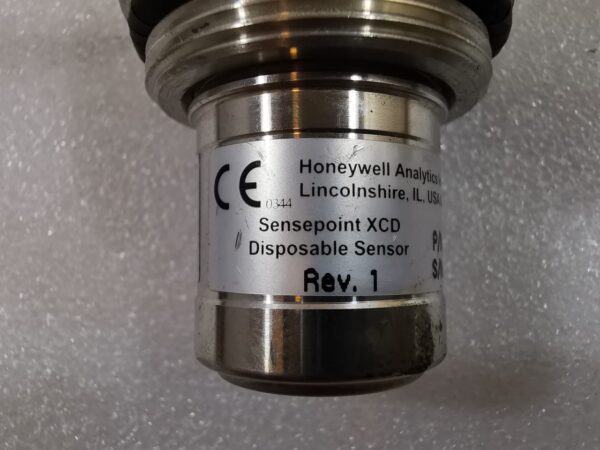 CE 0344
Honeywell Analytics
Lincolnshire, IL, USA
Sensepoint XCD
Disposable Sensor
Rev. 1
P/
S/